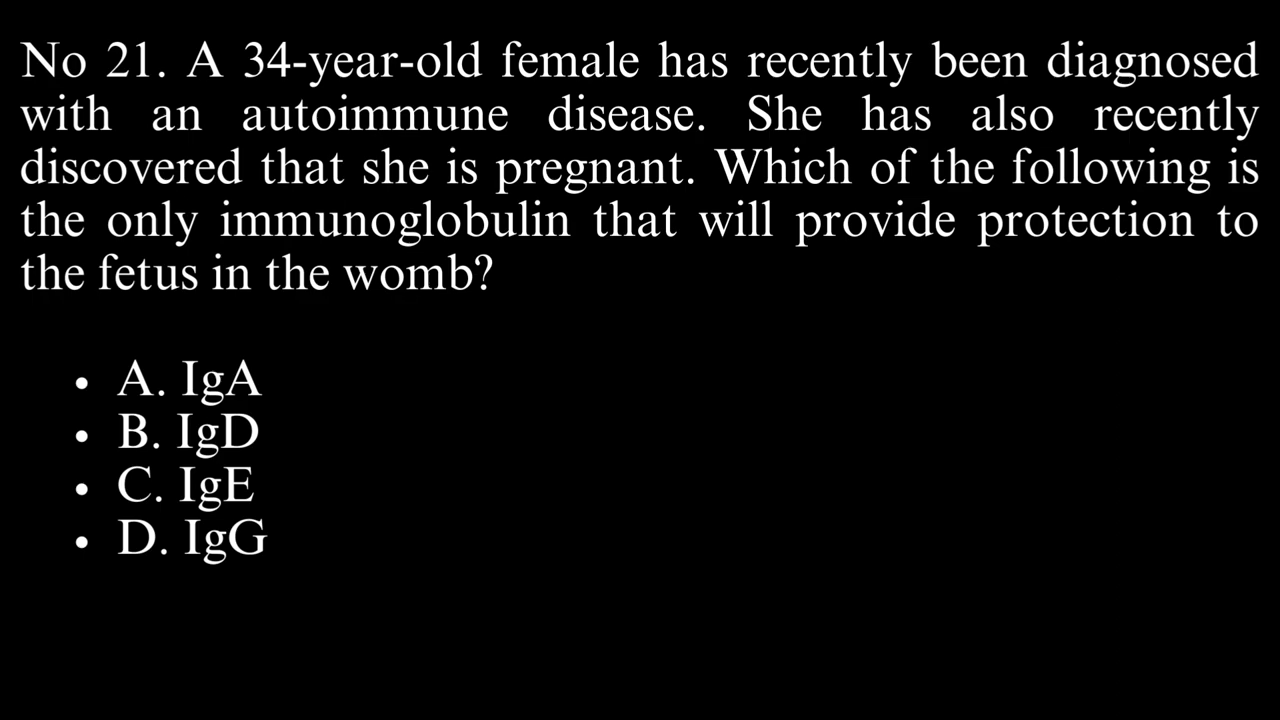 No 21. A 34-year-old female has recently been diagnosed
with an autoimmune disease. She has also recently
discovered that she is pregnant. Which of the following is
the only immunoglobulin that will provide protection to
the fetus in the womb?
• A. IgA
• B. IgD
• C. IgE
• D. IgG